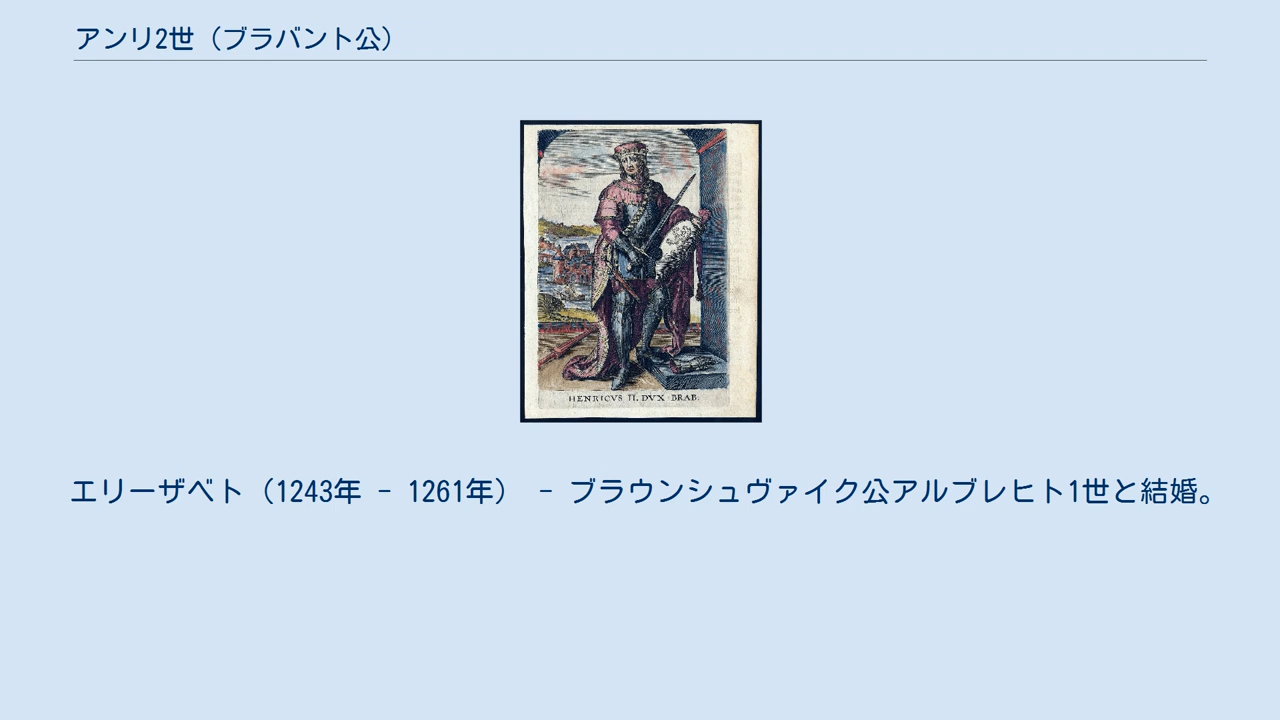 アンリ2世（ブラバント公）
HENRICVS II. DVX BRAB.
エリーザベト（1243年 - 1261年） - ブラウンシュヴァイク公アルブレヒト1世と結婚。